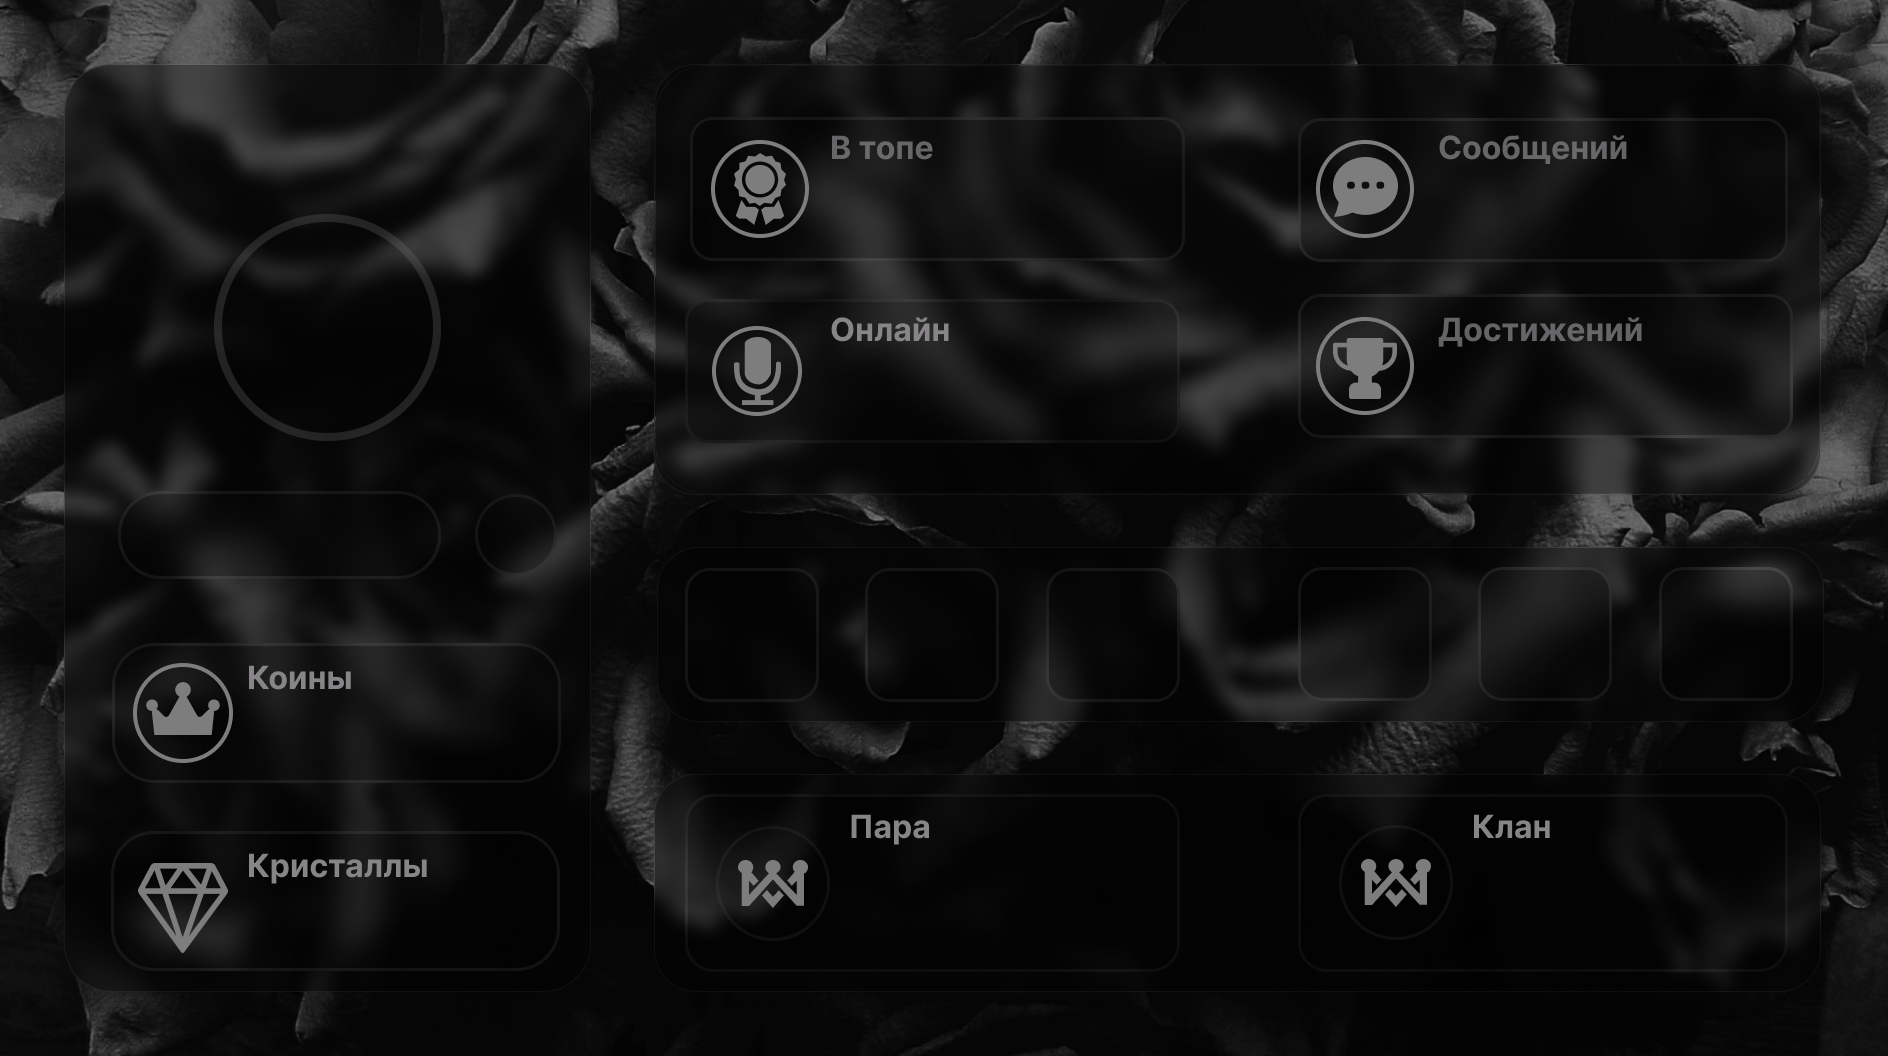 В топе
Сообщений
Онлайн
Достижений
Коины
Кристаллы
Пара
Клан